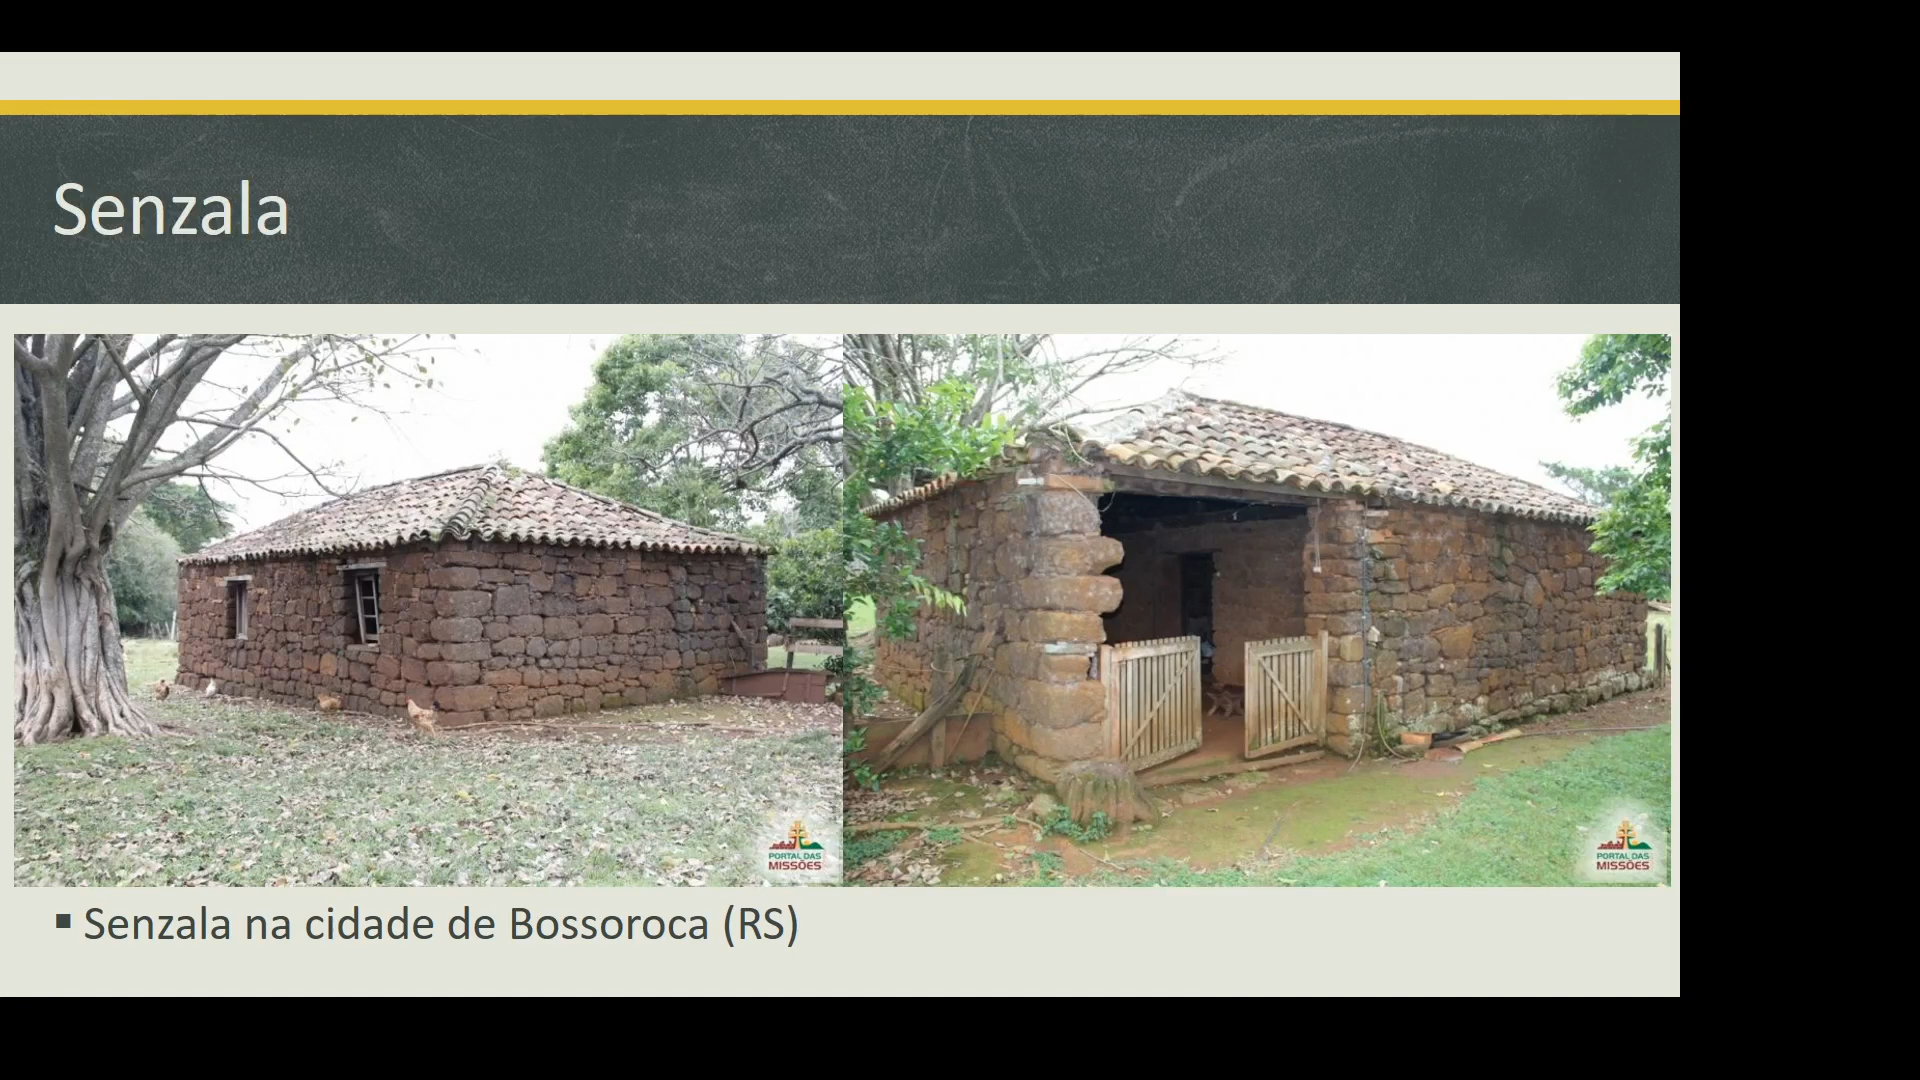 Senzala
PORTAL DAS
MISSÕES
PORTAL DAS
MISSÕES
▪ Senzala na cidade de Bossoroca (RS)